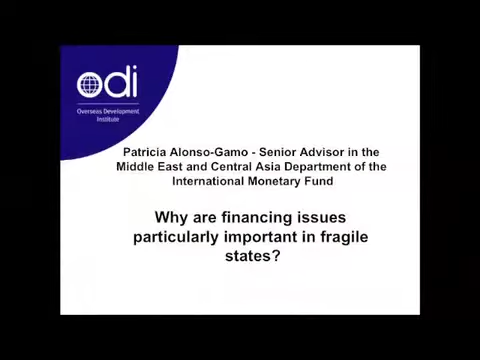 odi
Overseas Development
Institute
Patricia Alonso-Gamo - Senior Advisor in the
Middle East and Central Asia Department of the
International Monetary Fund
Why are financing issues
particularly important in fragile
states?